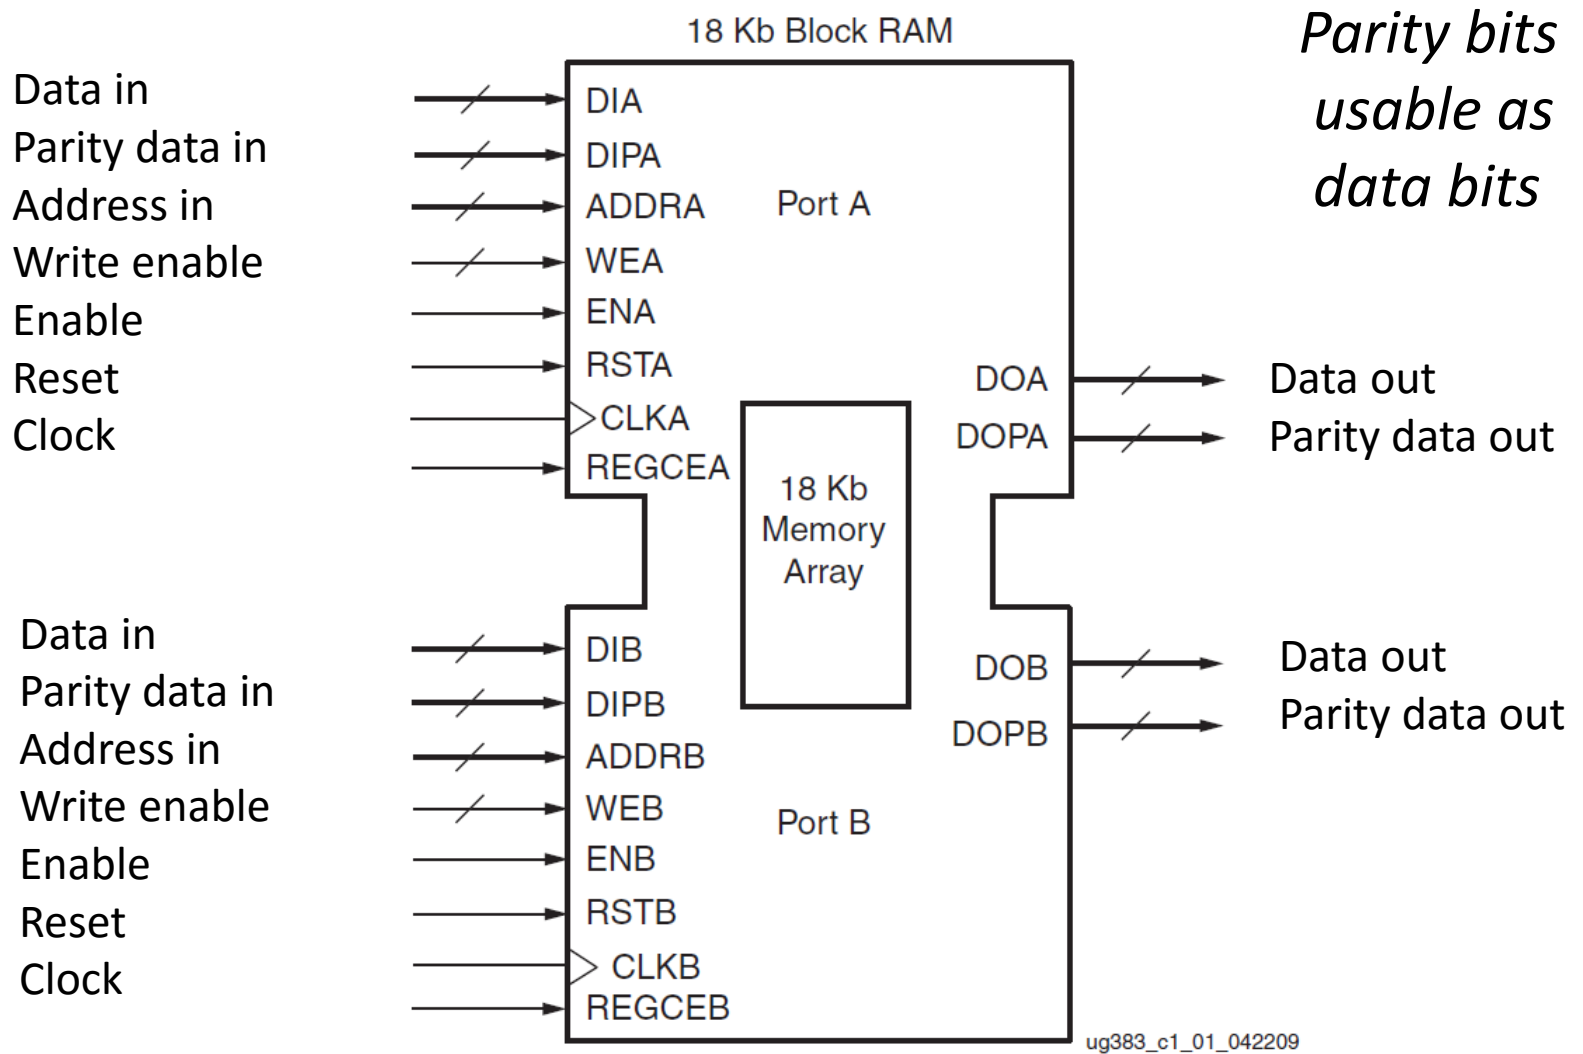 18 Kb Block RAM
Parity bits
usable as
data bits
Data in
Parity data in
Address in
Write enable
Enable
Reset
Clock
DIA
DIPA
ADDRA
WEA
ENA
RSTA
CLKA
REGCEA
Port A
DOA
DOPA
Data out
Parity data out
18 Kb
Memory
Array
Data in
Parity data in
Address in
Write enable
Enable
Reset
Clock
DIB
DIPB
ADDRB
WEB
ENB
RSTB
CLKB
REGCEB
Port B
DOB
DOPB
Data out
Parity data out
ug383_c1_01_042209